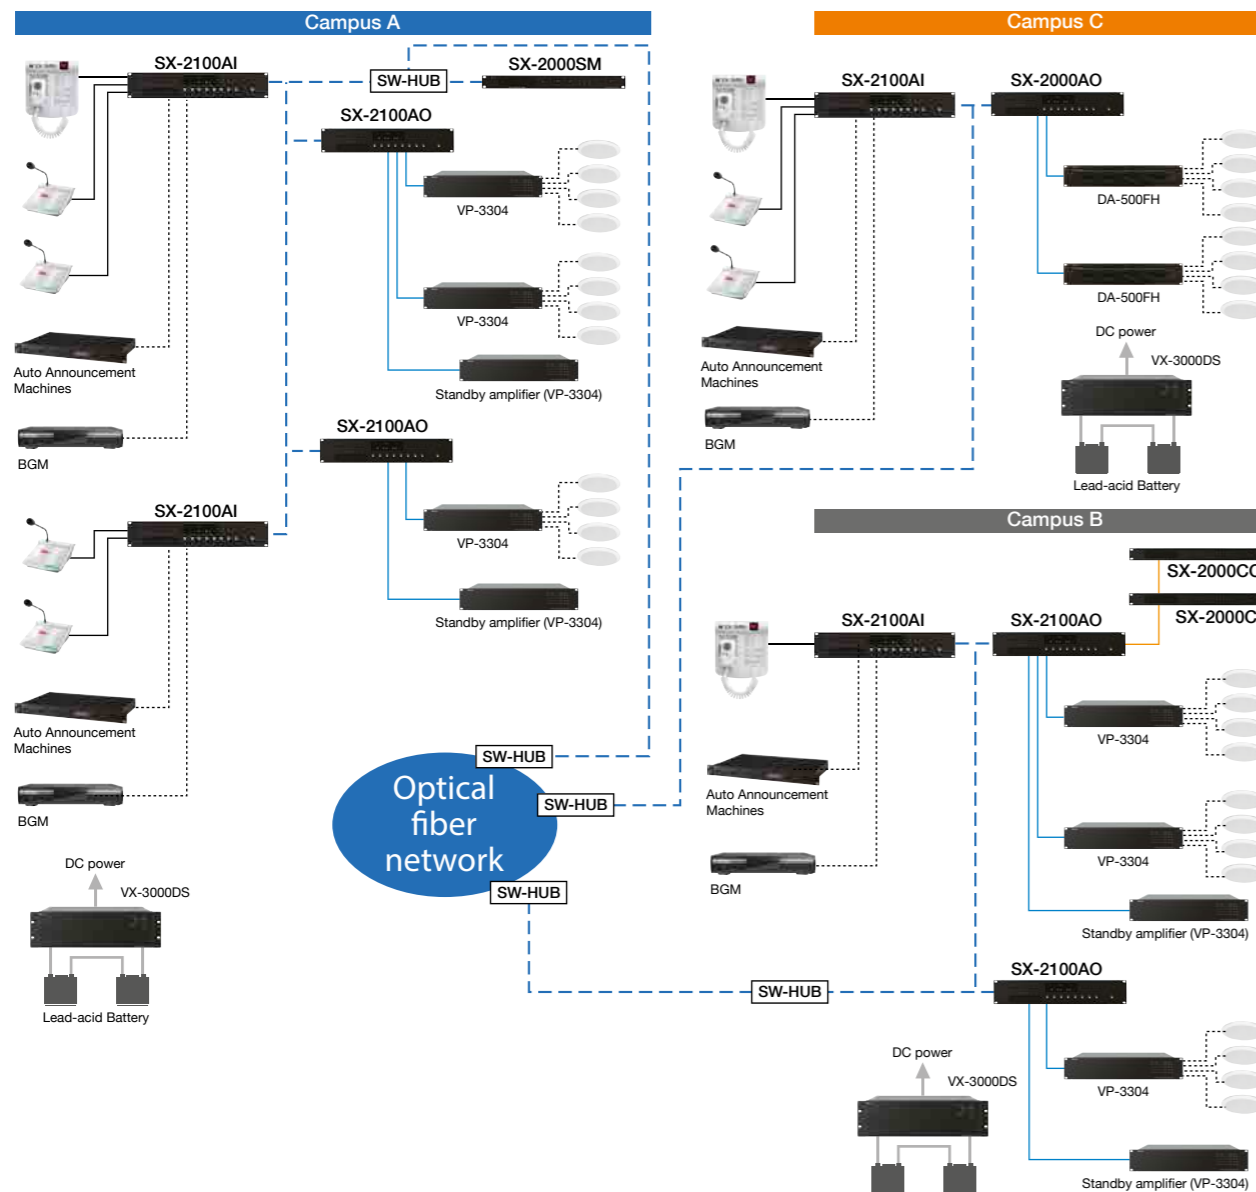 Campus A
SX-2100AI
SW-HUB
SX-2000SM
SX-2100AO
VP-3304
VP-3304
Auto Announcement
Machines
Standby amplifier (VP-3304)
BGM
SX-2100AO
SX-2100AI
VP-3304
Standby amplifier (VP-3304)
Auto Announcement
Machines
BGM
DC power
VX-3000DS
Lead-acid Battery
SW-HUB
Optical
fiber
network
SW-HUB
SW-HUB
SW-HUB
Campus C
SX-2100AI
SX-2000AO
DA-500FH
DA-500FH
Auto Announcement
Machines
BGM
DC power
VX-3000DS
Lead-acid Battery
Campus B
SX-2000CO
SX-2000C
SX-2100AI
SX-2100AO
VP-3304
VP-3304
Auto Announcement
Machines
BGM
Standby amplifier (VP-3304)
SX-2100AO
VP-3304
DC power
VX-3000DS
Standby amplifier (VP-3304)